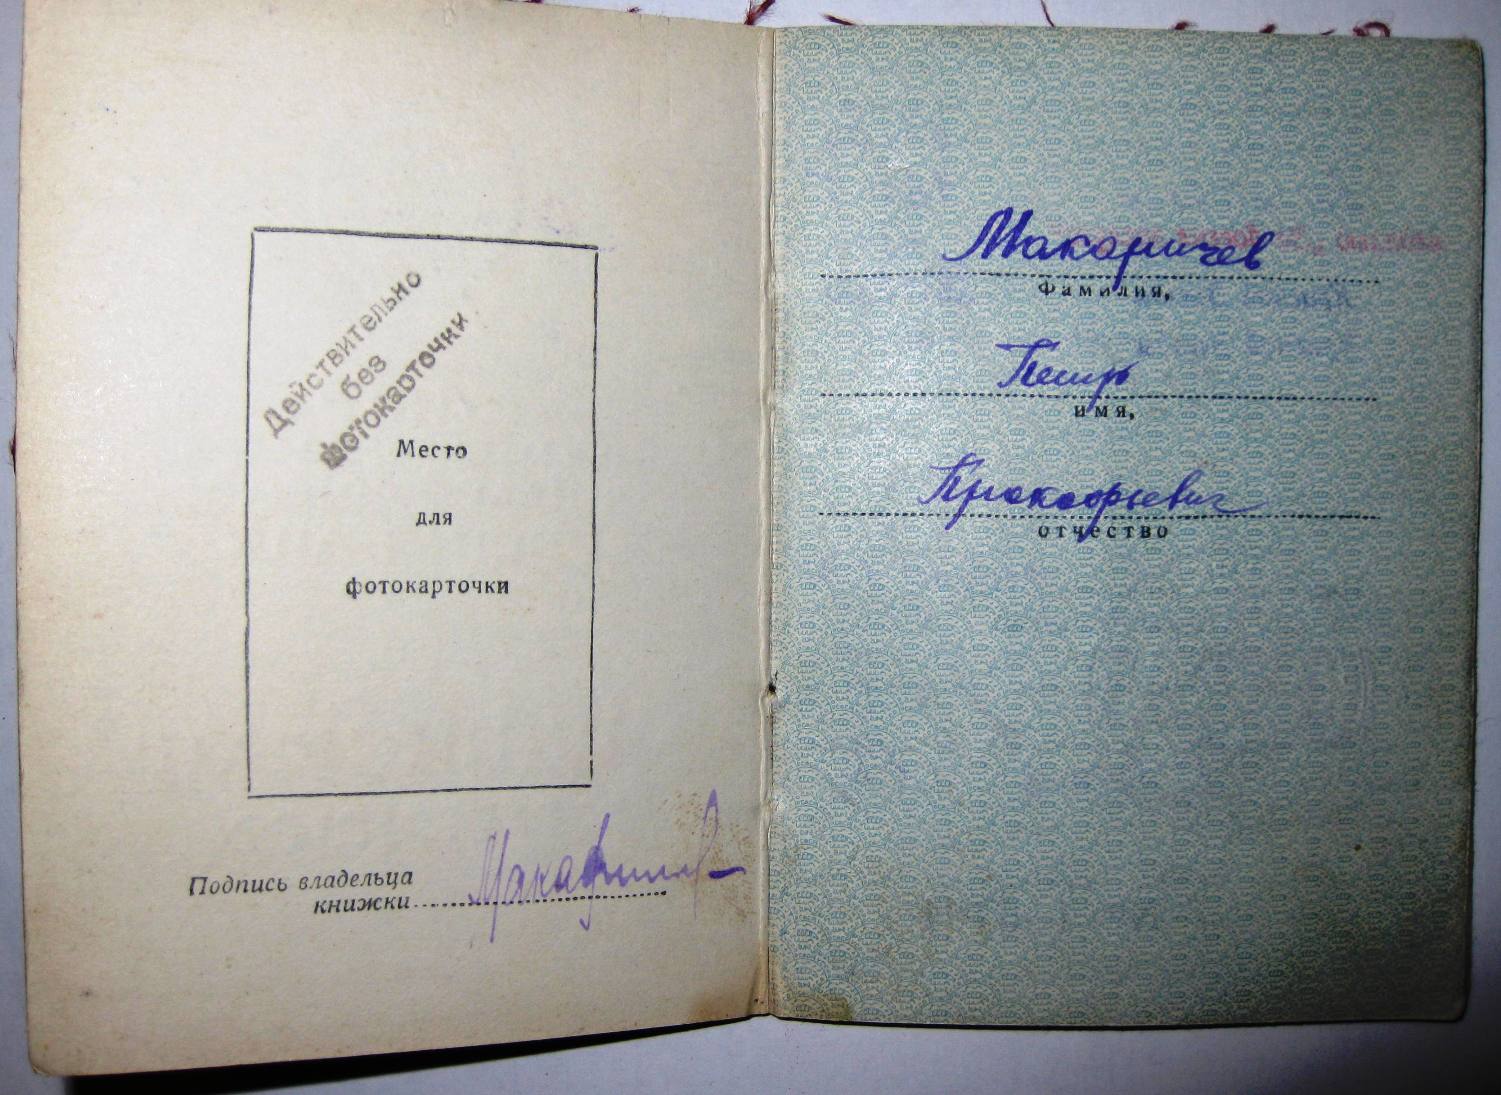 Действительно
без
фотокарточки
Место
для
фотокарточки
Подпись владельца
книжки
Макаричев
Фамилия,
Петр
имя,
Прокофьевич
отчество